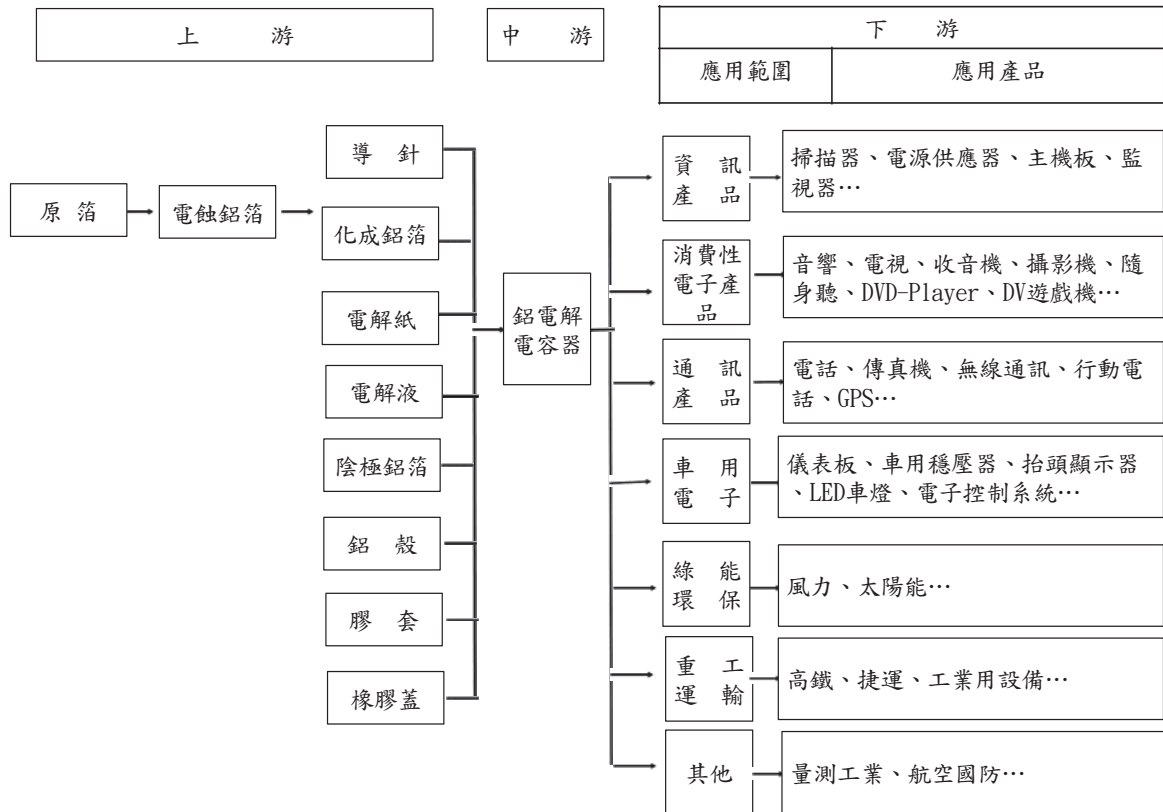 上 游
中 游
下 游
應用範圍
應用產品
原 箔
電蝕鋁箔
導 針
化成鋁箔
電解紙
電解液
陰極鋁箔
鋁 殼
膠 套
橡膠蓋
鋁電解
電容器
資 訊
產 品
掃描器、電源供應器、主機板、監
視器…
消費性
電子產
品
音響、電視、收音機、攝影機、隨
身聽、DVD-Player、DV遊戲機…
通 訊
產 品
電話、傳真機、無線通訊、行動電
話、GPS…
車 用
電 子
儀表板、車用穩壓器、抬頭顯示器
、LED車燈、電子控制系統…
綠 能
環 保
風力、太陽能…
重 工
運 輸
高鐵、捷運、工業用設備…
其他
量測工業、航空國防…